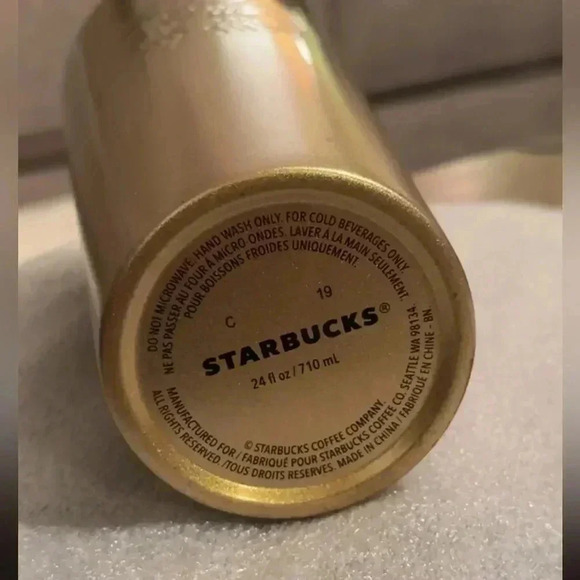 DO NOT MICROWAVE. HAND WASH ONLY. FOR COLD BEVERAGES ONLY.
NE PAS PASSER AU FOUR À MICRO ONDES. LAVER À LA MAIN SEULEMENT.
POUR BOISSONS FROIDES UNIQUEMENT.
C 19
STARBUCKS®
24 fl oz / 710 mL
© STARBUCKS COFFEE COMPANY.
MANUFACTURED FOR / FABRIQUÉ POUR STARBUCKS COFFEE CO. SEATTLE WA 98134.
ALL RIGHTS RESERVED. /TOUS DROITS RESERVES. MADE IN CHINA / FABRIQUE EN CHINE - BN.